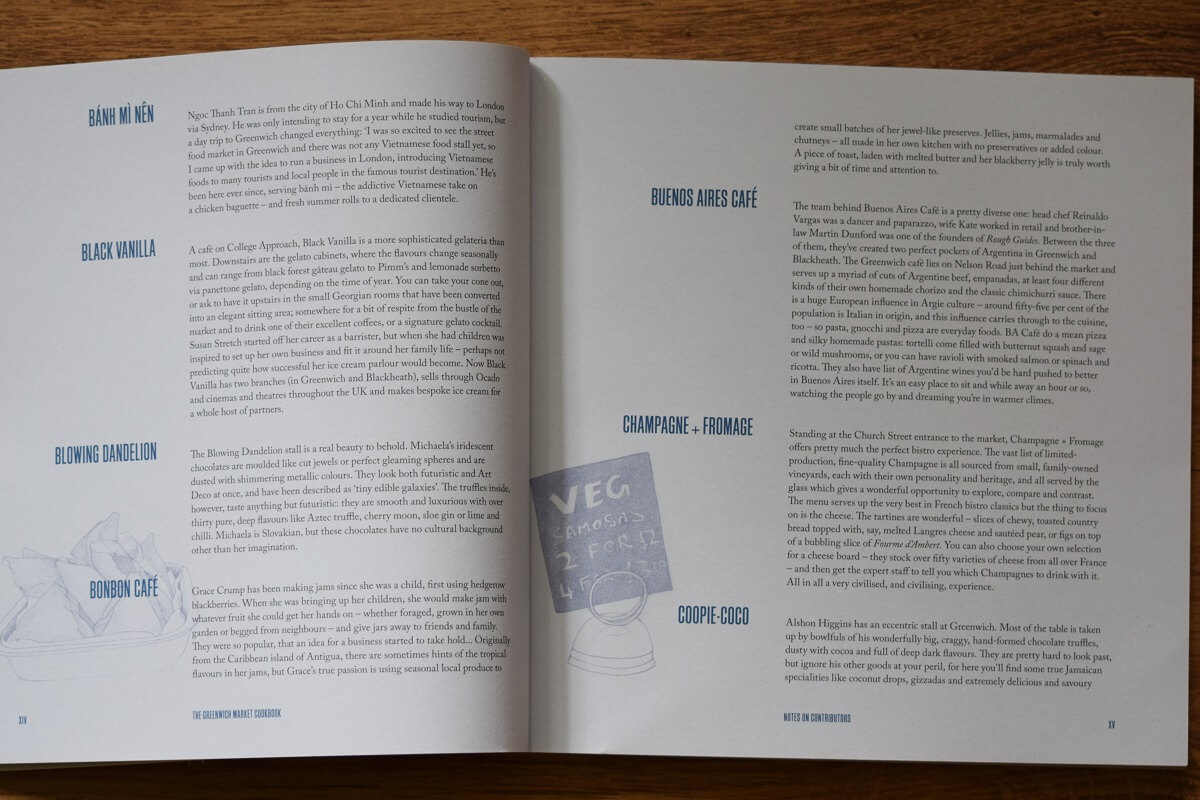 BÁNH MÌ NÊN
Ngoc Thanh Tran is from the city of Ho Chi Minh and made his way to London
via Sydney. He was only intending to stay for a year while he studied tourism, but
a day trip to Greenwich changed everything: ‘I was so excited to see the street
food market in Greenwich and there was not any Vietnamese food stall yet, so
I came up with the idea to run a business in London, introducing Vietnamese
foods to many tourists and local people in the famous tourist destination.’ He’s
been here ever since, serving bánh mì – the addictive Vietnamese take on
a chicken baguette – and fresh summer rolls to a dedicated clientele.
BLACK VANILLA
A café on College Approach, Black Vanilla is a more sophisticated gelateria than
most. Downstairs are the gelato cabinets, where the flavours change seasonally
and can range from black forest gâteau gelato to Pimm’s and lemonade sorbetto
via panettone gelato, depending on the time of year. You can take your cone out,
or ask to have it upstairs in the small Georgian rooms that have been converted
into an elegant sitting area; somewhere for a bit of respite from the bustle of the
market and to drink one of their excellent coffees, or a signature gelato cocktail.
Susan Stretch started off her career as a barrister, but when she had children was
inspired to set up her own business and fit it around her family life – perhaps not
predicting quite how successful her ice cream parlour would become. Now Black
Vanilla has two branches (in Greenwich and Blackheath), sells through Ocado
and cinemas and theatres throughout the UK and makes bespoke ice cream for
a whole host of partners.
BLOWING DANDELION
The Blowing Dandelion stall is a real beauty to behold. Michaela’s iridescent
chocolates are moulded like cut jewels or perfect gleaming spheres and are
dusted with shimmering metallic colours. They look both futuristic and Art
Deco at once, and have been described as ‘tiny edible galaxies’. The truffles inside,
however, taste anything but futuristic: they are smooth and luxurious with over
thirty pure, deep flavours like Aztec truffle, cherry moon, sloe gin or lime and
chilli. Michaela is Slovakian, but these chocolates have no cultural background
other than her imagination.
BONBON CAFÉ
Grace Crump has been making jams since she was a child, first using hedgerow
blackberries. When she was bringing up her children, she would make jam with
whatever fruit she could get her hands on – whether foraged, grown in her own
garden or begged from neighbours – and give jars away to friends and family.
They were so popular, that an idea for a business started to take hold... Originally
from the Caribbean island of Antigua, there are sometimes hints of the tropical
flavours in her jams, but Grace’s true passion is using seasonal local produce to
XIV
THE GREENWICH MARKET COOKBOOK
create small batches of her jewel-like preserves. Jellies, jams, marmalades and
chutneys – all made in her own kitchen with no preservatives or added colour.
A piece of toast, laden with melted butter and her blackberry jelly is truly worth
giving a bit of time and attention to.
BUENOS AIRES CAFÉ
The team behind Buenos Aires Café is a pretty diverse one: head chef Reinaldo
Vargas was a dancer and paparazzo, wife Kate worked in retail and brother-in-
law Martin Dunford was one of the founders of Rough Guides. Between the three
of them, they’ve created two perfect pockets of Argentina in Greenwich and
Blackheath. The Greenwich café lies on Nelson Road just behind the market and
serves up a myriad of cuts of Argentine beef, empanadas, at least four different
kinds of their own homemade chorizo and the classic chimichurri sauce. There
is a huge European influence in Argie culture – around fifty-five per cent of the
population is Italian in origin, and this influence carries through to the cuisine,
too – so pasta, gnocchi and pizza are everyday foods. BA Café do a mean pizza
and silky homemade pastas: tortelli come filled with butternut squash and sage
or wild mushrooms, or you can have ravioli with smoked salmon or spinach and
ricotta. They also have list of Argentine wines you’d be hard pushed to better
in Buenos Aires itself. It’s an easy place to sit and while away an hour or so,
watching the people go by and dreaming you’re in warmer climes.
CHAMPAGNE + FROMAGE
Standing at the Church Street entrance to the market, Champagne + Fromage
offers pretty much the perfect bistro experience. The vast list of limited-
production, fine-quality Champagne is all sourced from small, family-owned
vineyards, each with their own personality and heritage, and all served by the
glass which gives a wonderful opportunity to explore, compare and contrast.
The menu serves up the very best in French bistro classics but the thing to focus
on is the cheese. The tartines are wonderful – slices of chewy, toasted country
bread topped with, say, melted Langres cheese and sautéed pear, or figs on top
of a bubbling slice of Fourme d’Ambert. You can also choose your own selection
for a cheese board – they stock over fifty varieties of cheese from all over France
– and then get the expert staff to tell you which Champagnes to drink with it.
All in all a very civilised, and civilising, experience.
VEG
SAMOSAS
2 FOR
4 FOR
COOPIE-COCO
Alshon Higgins has an eccentric stall at Greenwich. Most of the table is taken
up by bowlfuls of his wonderfully big, craggy, hand-formed chocolate truffles,
dusty with cocoa and full of deep dark flavours. They are pretty hard to look past,
but ignore his other goods at your peril, for here you’ll find some true Jamaican
specialities like coconut drops, gizzadas and extremely delicious and savoury
NOTES ON CONTRIBUTORS
XV